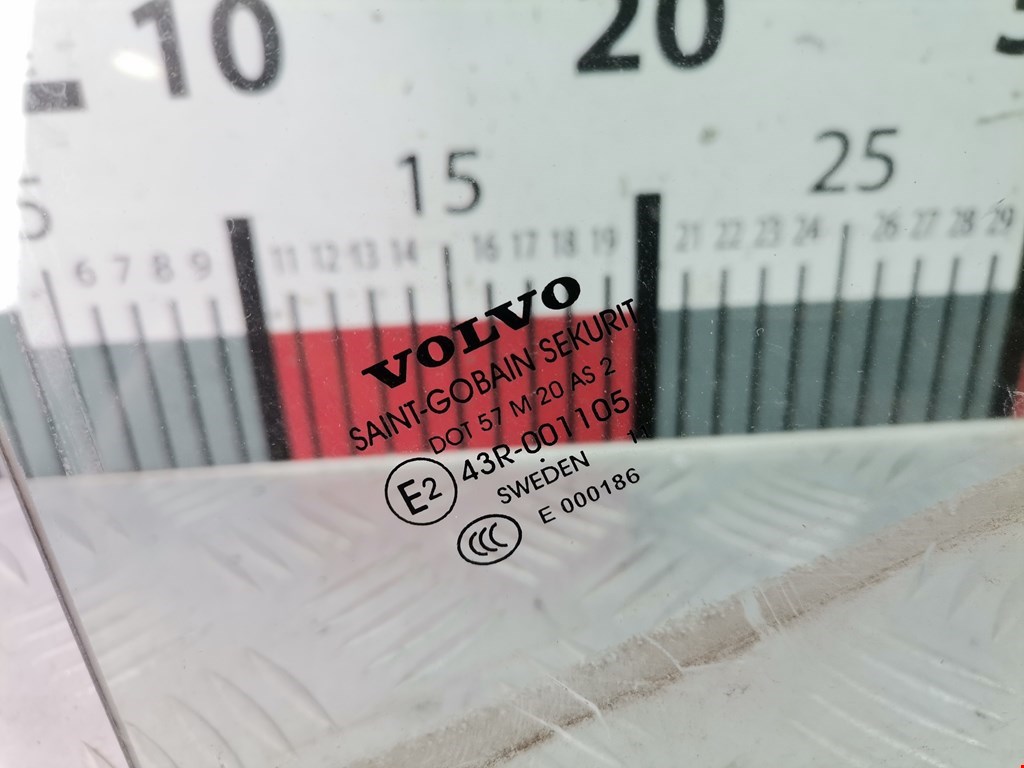 10 20
5 15 25
6 7 8 9 11 12 13 14 16 17 18 19 21 22 23 24 26 27 28 29
VOLVO
SAINT-GOBAIN SEKURIT
DOT 57 M 20 AS 2
E2 43R-001105
SWEDEN 1
E 000186
CCC